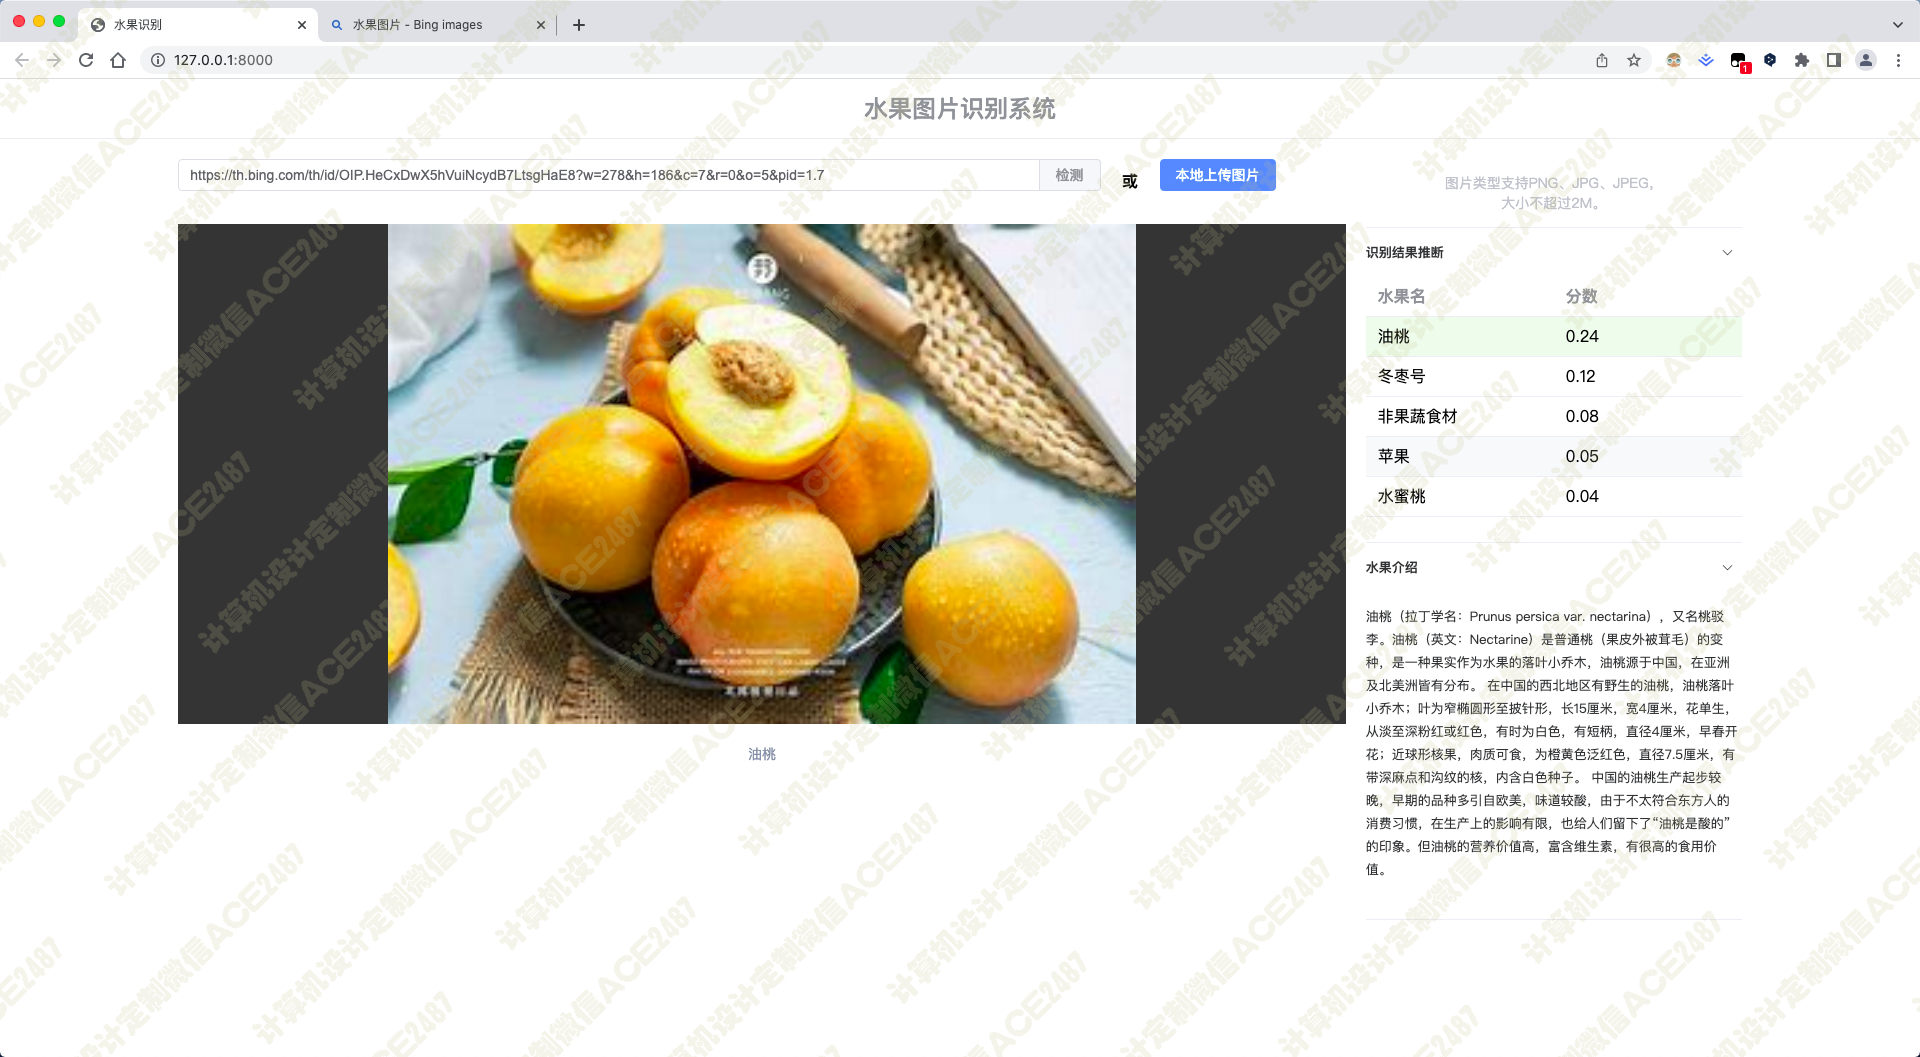 水果识别
水果图片 - Bing images
127.0.0.1:8000
1
水果图片识别系统
https://th.bing.com/th/id/OIP.HeCxDwX5hVuiNcydB7LtsgHaE8?w=278&h=186&c=7&r=0&o=5&pid=1.7
检测
或
本地上传图片
图片类型支持PNG、JPG、JPEG，
大小不超过2M。
识别结果推断
水果名 分数
油桃 0.24
冬枣号 0.12
非果蔬食材 0.08
苹果 0.05
水蜜桃 0.04
油桃
水果介绍
油桃（拉丁学名：Prunus persica var. nectarina），又名桃驳
李。油桃（英文：Nectarine）是普通桃（果皮外被茸毛）的变
种，是一种果实作为水果的落叶小乔木，油桃源于中国，在亚洲
及北美洲皆有分布。 在中国的西北地区有野生的油桃，油桃落叶
小乔木；叶为窄椭圆形至披针形，长15厘米，宽4厘米，花单生，
从淡至深粉红或红色，有时为白色，有短柄，直径4厘米，早春开
花；近球形核果，肉质可食，为橙黄色泛红色，直径7.5厘米，有
带深麻点和沟纹的核，内含白色种子。 中国的油桃生产起步较
晚，早期的品种多引自欧美，味道较酸，由于不太符合东方人的
消费习惯，在生产上的影响有限，也给人们留下了“油桃是酸的”
的印象。但油桃的营养价值高，富含维生素，有很高的食用价
值。
计算机设计定制微信ACE2487